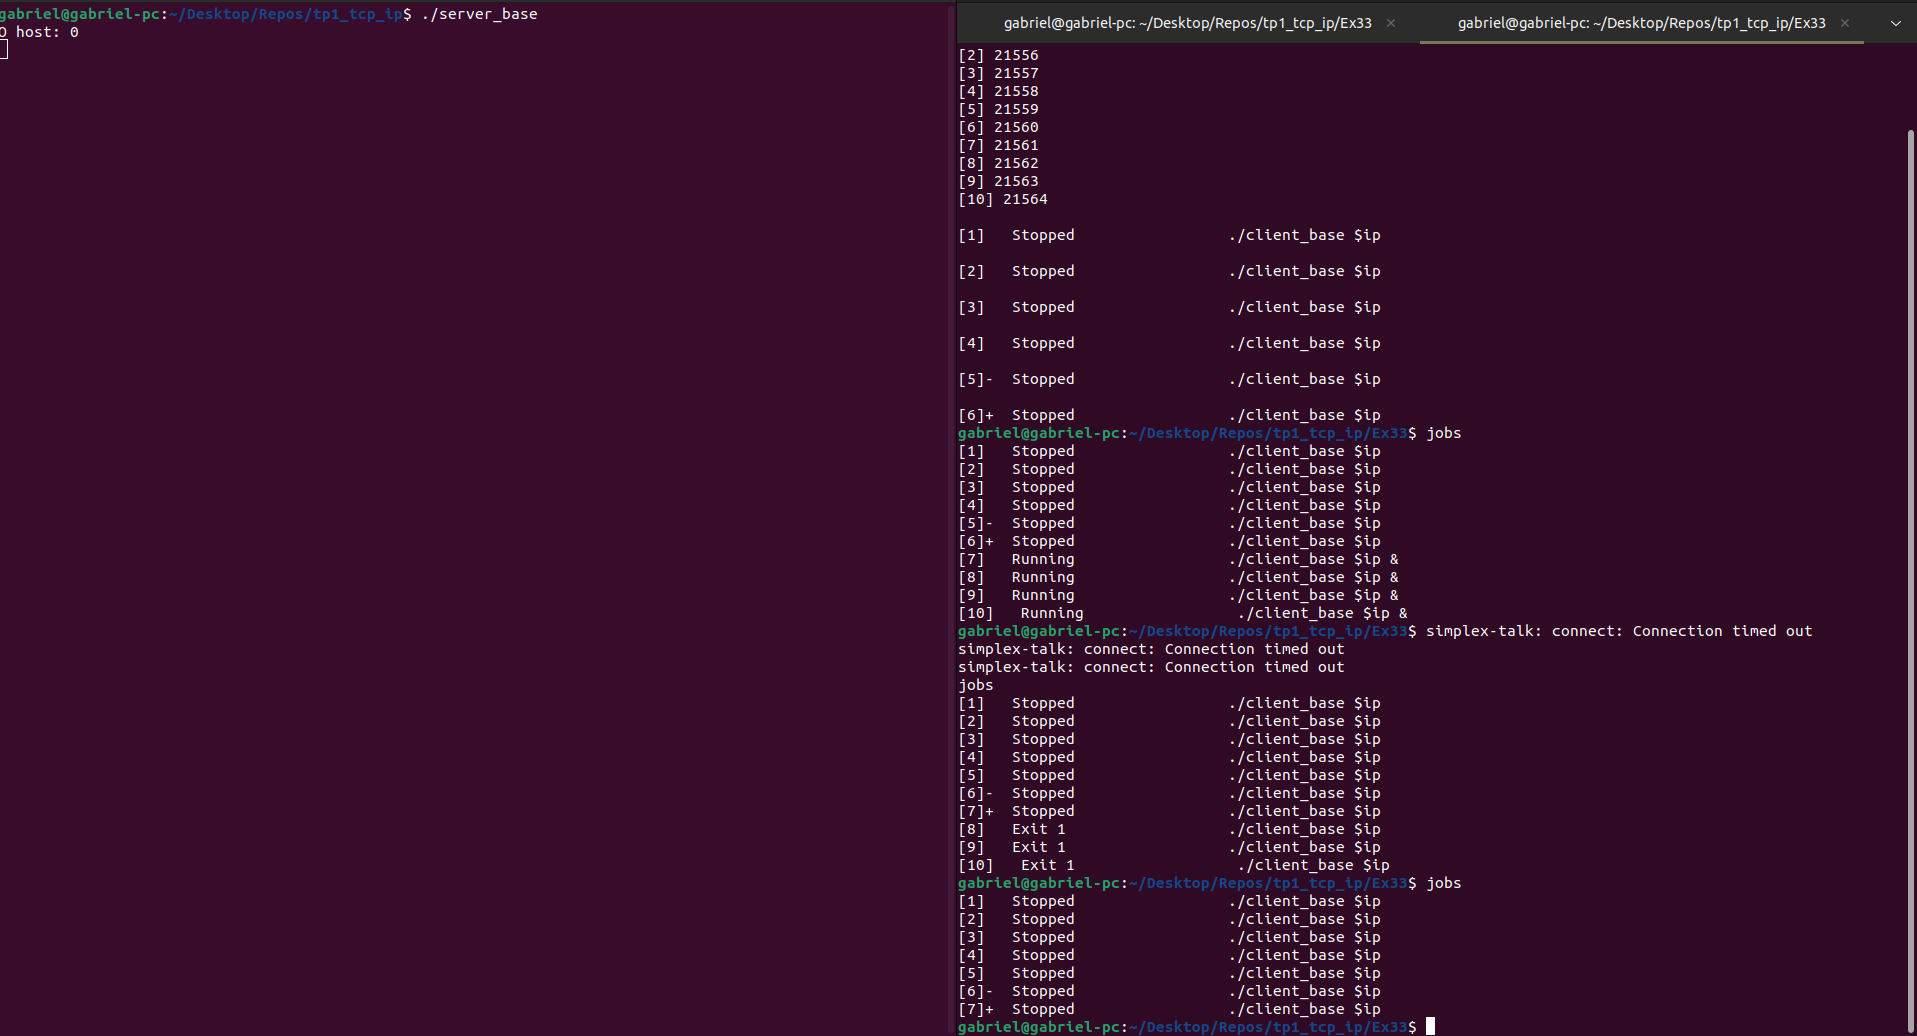 gabriel@gabriel-pc:~/Desktop/Repos/tp1_tcp_ip$ ./server_base
O host: 0
gabriel@gabriel-pc: ~/Desktop/Repos/tp1_tcp_ip/Ex33 × gabriel@gabriel-pc: ~/Desktop/Repos/tp1_tcp_ip/Ex33 ×
[2] 21556
[3] 21557
[4] 21558
[5] 21559
[6] 21560
[7] 21561
[8] 21562
[9] 21563
[10] 21564
[1]   Stopped                 ./client_base $ip
[2]   Stopped                 ./client_base $ip
[3]   Stopped                 ./client_base $ip
[4]   Stopped                 ./client_base $ip
[5]-  Stopped                 ./client_base $ip
[6]+  Stopped                 ./client_base $ip
gabriel@gabriel-pc:~/Desktop/Repos/tp1_tcp_ip/Ex33$ jobs
[1]   Stopped                 ./client_base $ip
[2]   Stopped                 ./client_base $ip
[3]   Stopped                 ./client_base $ip
[4]   Stopped                 ./client_base $ip
[5]-  Stopped                 ./client_base $ip
[6]+  Stopped                 ./client_base $ip
[7]   Running                 ./client_base $ip &
[8]   Running                 ./client_base $ip &
[9]   Running                 ./client_base $ip &
[10]   Running                 ./client_base $ip &
gabriel@gabriel-pc:~/Desktop/Repos/tp1_tcp_ip/Ex33$ simplex-talk: connect: Connection timed out
simplex-talk: connect: Connection timed out
simplex-talk: connect: Connection timed out
jobs
[1]   Stopped                 ./client_base $ip
[2]   Stopped                 ./client_base $ip
[3]   Stopped                 ./client_base $ip
[4]   Stopped                 ./client_base $ip
[5]   Stopped                 ./client_base $ip
[6]-  Stopped                 ./client_base $ip
[7]+  Stopped                 ./client_base $ip
[8]   Exit 1                  ./client_base $ip
[9]   Exit 1                  ./client_base $ip
[10]   Exit 1                  ./client_base $ip
gabriel@gabriel-pc:~/Desktop/Repos/tp1_tcp_ip/Ex33$ jobs
[1]   Stopped                 ./client_base $ip
[2]   Stopped                 ./client_base $ip
[3]   Stopped                 ./client_base $ip
[4]   Stopped                 ./client_base $ip
[5]   Stopped                 ./client_base $ip
[6]-  Stopped                 ./client_base $ip
[7]+  Stopped                 ./client_base $ip
gabriel@gabriel-pc:~/Desktop/Repos/tp1_tcp_ip/Ex33$